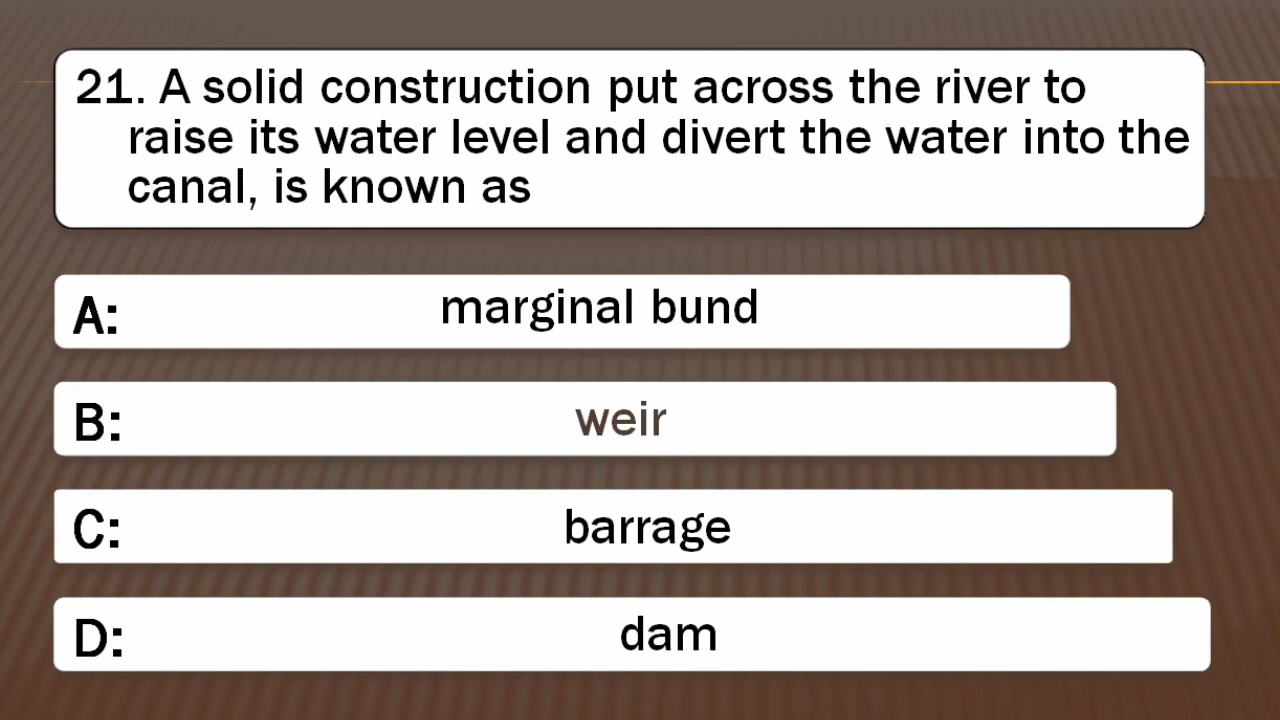 21. A solid construction put across the river to
raise its water level and divert the water into the
canal, is known as
A: marginal bund
B: weir
C: barrage
D: dam